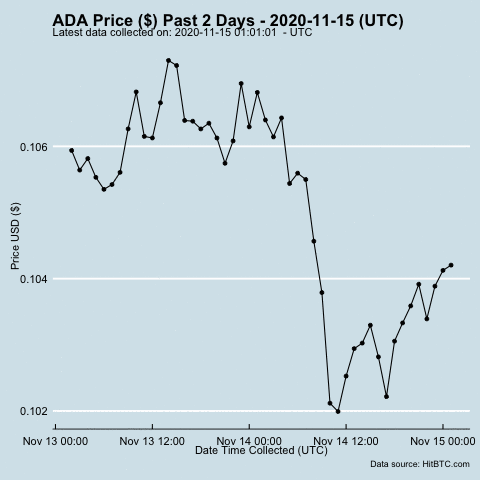 ADA Price ($) Past 2 Days - 2020-11-15 (UTC)
Latest data collected on: 2020-11-15 01:01:01  - UTC
0.106
0.104
0.102
Price USD ($)
Nov 13 00:00 Nov 13 12:00 Nov 14 00:00 Nov 14 12:00 Nov 15 00:00
Date Time Collected (UTC)
Data source: HitBTC.com